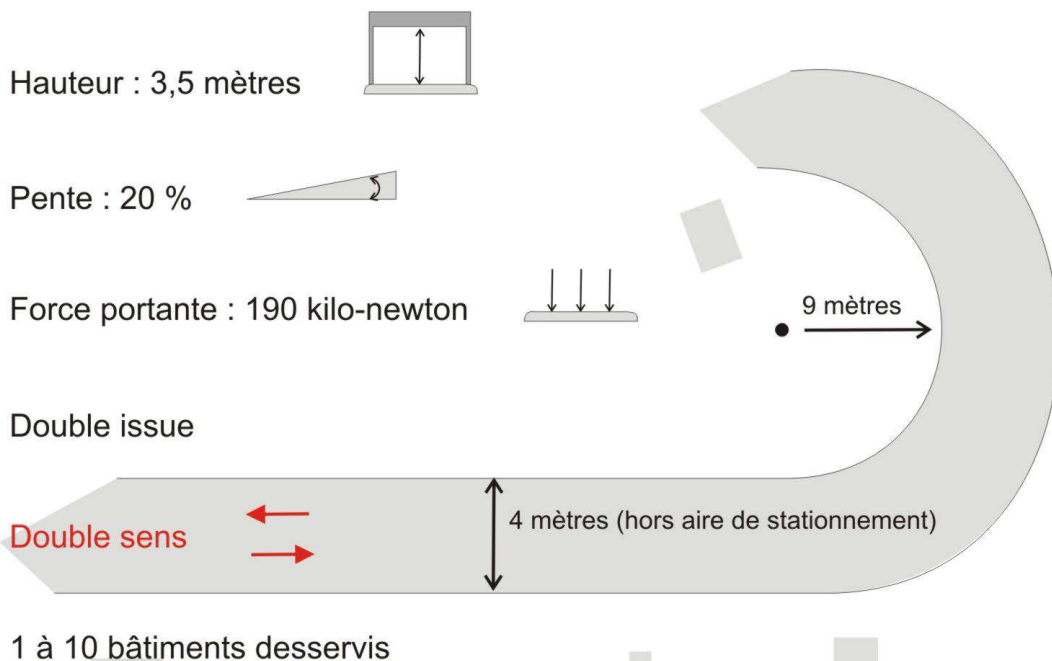 Hauteur : 3,5 mètres
Pente : 20 %
Force portante : 190 kilo-newton
9 mètres
Double issue
4 mètres (hors aire de stationnement)
Double sens
1 à 10 bâtiments desservis